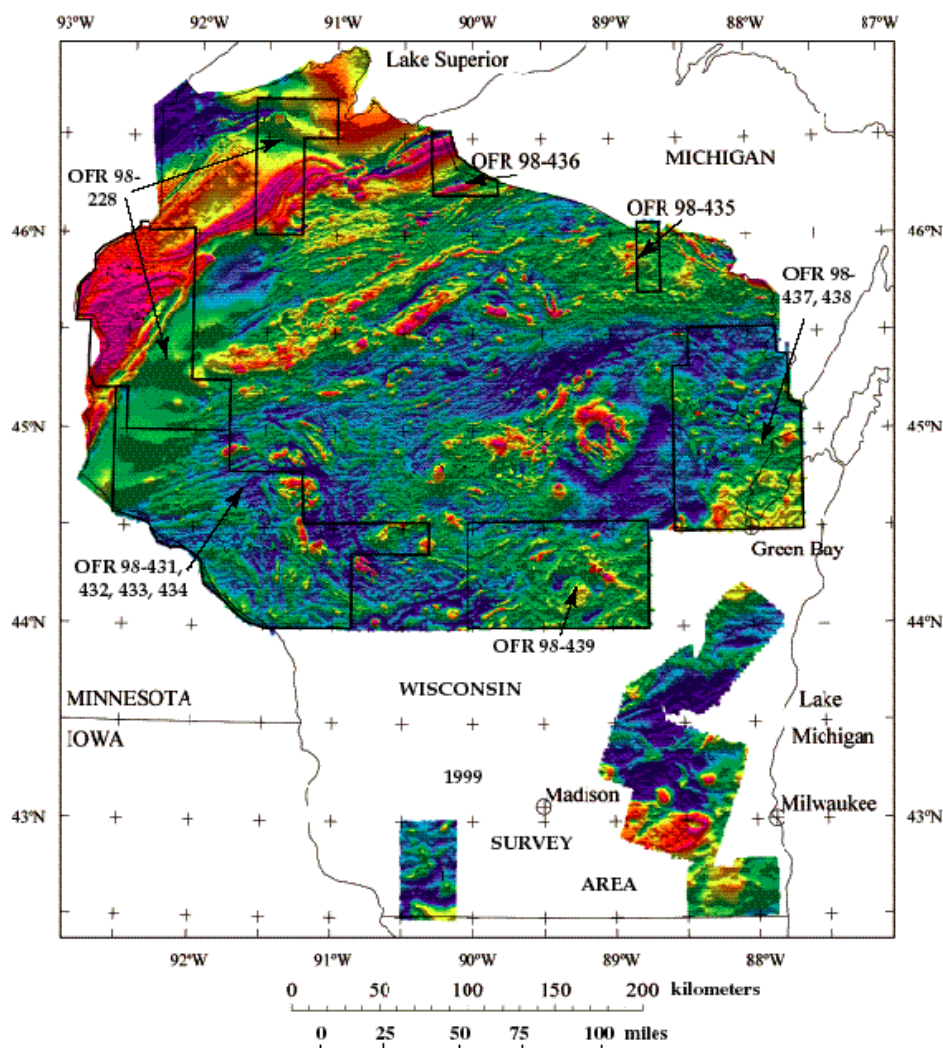 93°W 92°W 91°W 90°W 89°W 88°W 87°W
Lake Superior
MICHIGAN
OFR 98-
228
OFR 98-436
OFR 98-435
OFR 98-
437, 438
46°N
46°N
45°N
45°N
Green Bay
OFR 98-431,
432, 433, 434
44°N
44°N
OFR 98-439
WISCONSIN
MINNESOTA
IOWA
Lake
Michigan
1999
Madison
Milwaukee
43°N
43°N
SURVEY
AREA
92°W 91°W 90°W 89°W 88°W
0 50 100 150 200 kilometers
0 25 50 75 100 miles